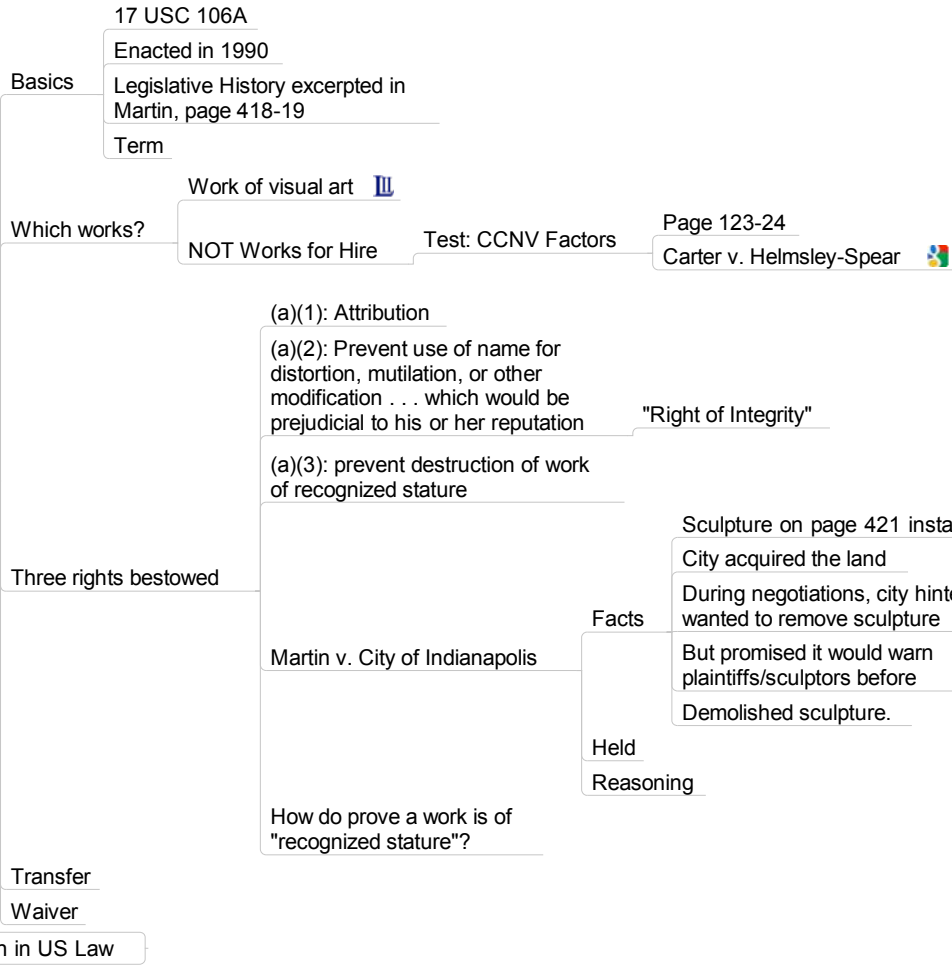 17 USC 106A
Enacted in 1990
Basics
Legislative History excerpted in
Martin, page 418-19
Term
Work of visual art
Which works?
NOT Works for Hire
Test: CCNV Factors
Page 123-24
Carter v. Helmsley-Spear
(a)(1): Attribution
(a)(2): Prevent use of name for
distortion, mutilation, or other
modification . . . which would be
prejudicial to his or her reputation
"Right of Integrity"
(a)(3): prevent destruction of work
of recognized stature
Three rights bestowed
Martin v. City of Indianapolis
Facts
Sculpture on page 421
City acquired the land
During negotiations, city
wanted to remove sculpture
But promised it would warn
plaintiffs/sculptors before
Demolished sculpture.
Held
Reasoning
How do prove a work is of
"recognized stature"?
Transfer
Waiver
in US Law